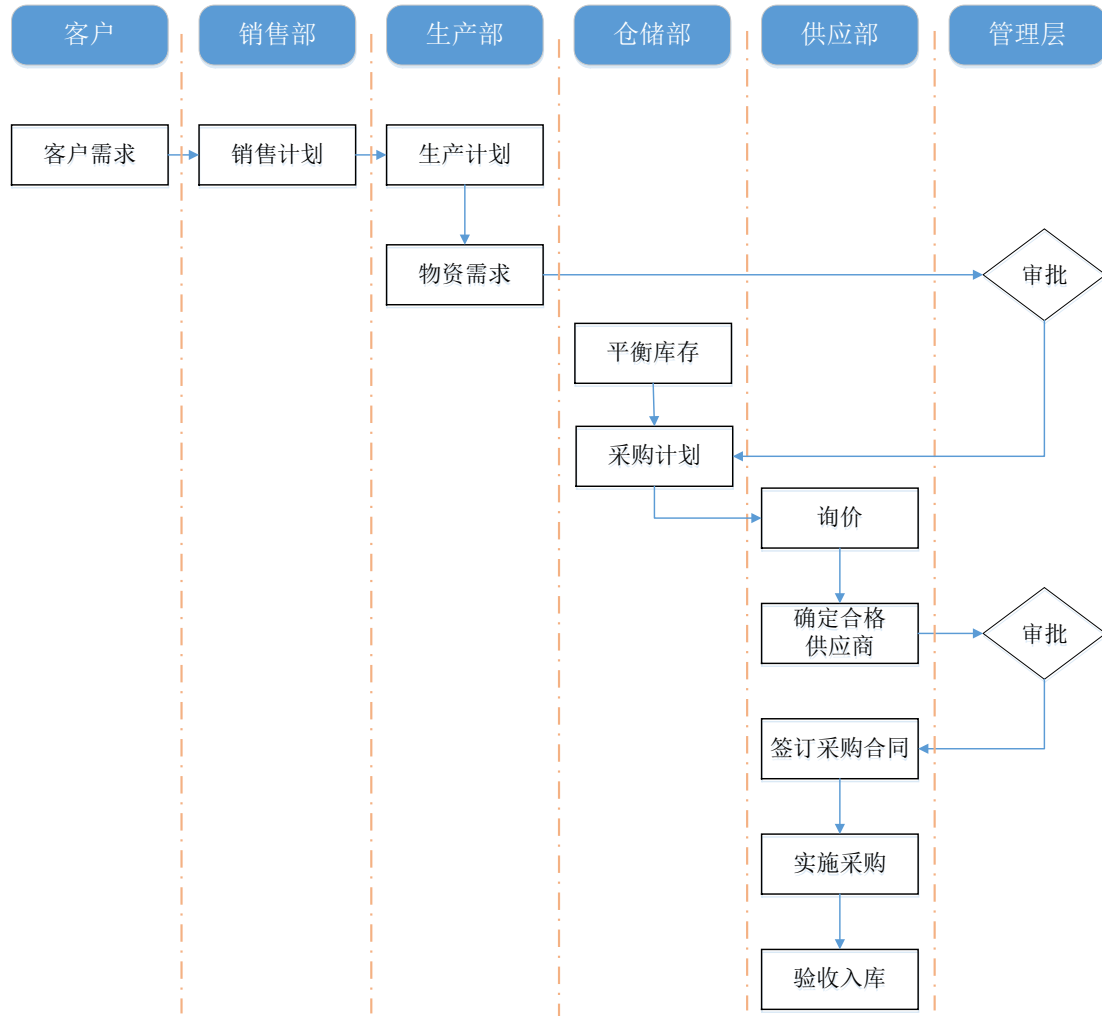 客户
销售部
生产部
仓储部
供应部
管理层
客户需求
销售计划
生产计划
物资需求
审批
平衡库存
采购计划
询价
确定合格
供应商
审批
签订采购合同
实施采购
验收入库